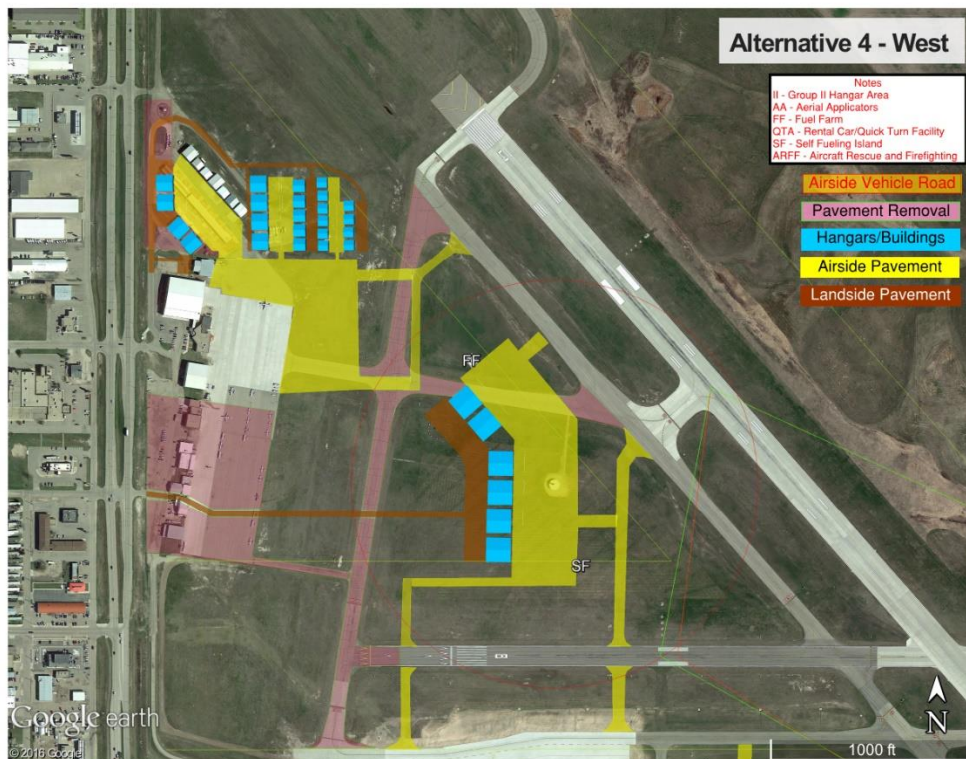 Alternative 4 - West
Notes
II - Group II Hangar Area
AA - Aerial Applicators
FF - Fuel Farm
QTA - Rental Car/Quick Turn Facility
SF - Self Fueling Island
ARFF - Aircraft Rescue and Firefighting
Airside Vehicle Road
Pavement Removal
Hangars/Buildings
Airside Pavement
Landside Pavement
FF
SF
Google earth
© 2016 Google
N
1000 ft